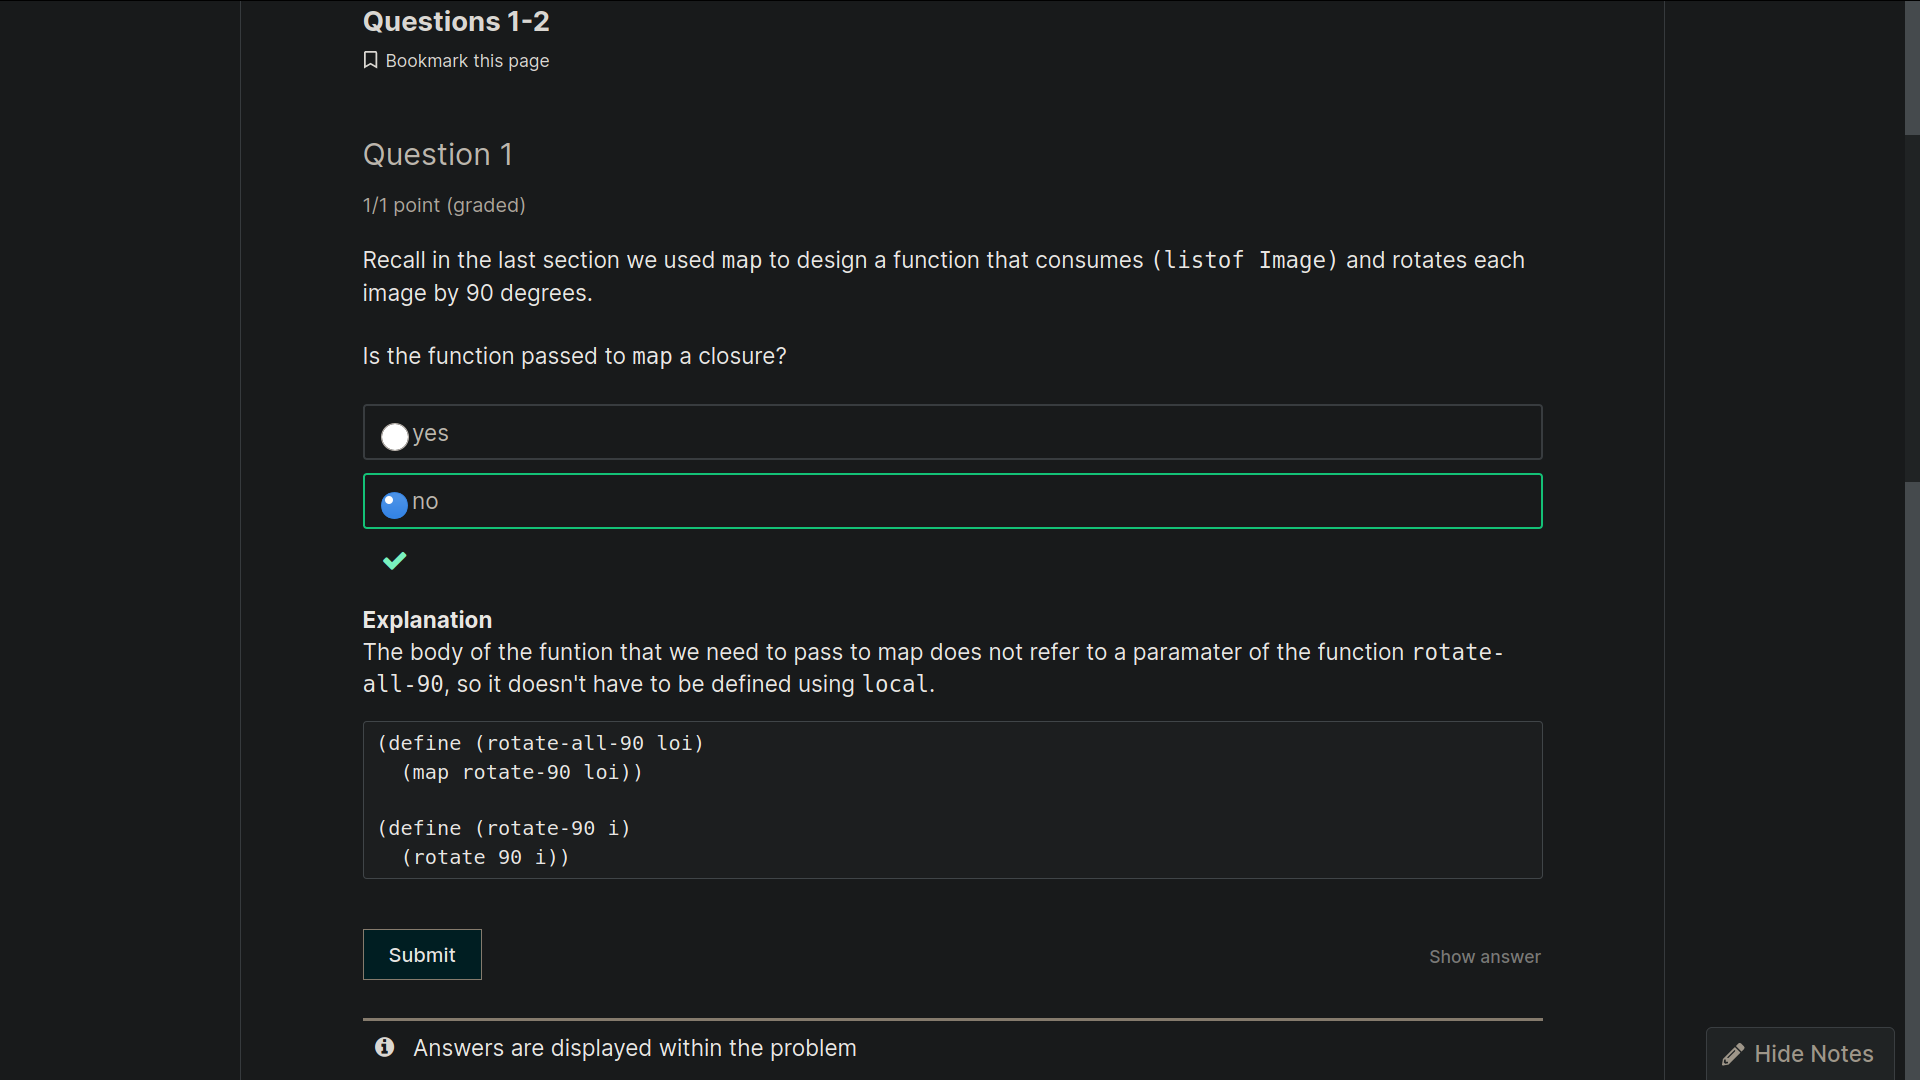 Questions 1-2
Bookmark this page
Question 1
1/1 point (graded)
Recall in the last section we used map to design a function that consumes (listof Image) and rotates each
image by 90 degrees.
Is the function passed to map a closure?
yes
no
Explanation
The body of the funtion that we need to pass to map does not refer to a paramater of the function rotate-
all-90, so it doesn't have to be defined using local.
(define (rotate-all-90 loi)
  (map rotate-90 loi))
(define (rotate-90 i)
  (rotate 90 i))
Submit
Show answer
Answers are displayed within the problem
Hide Notes